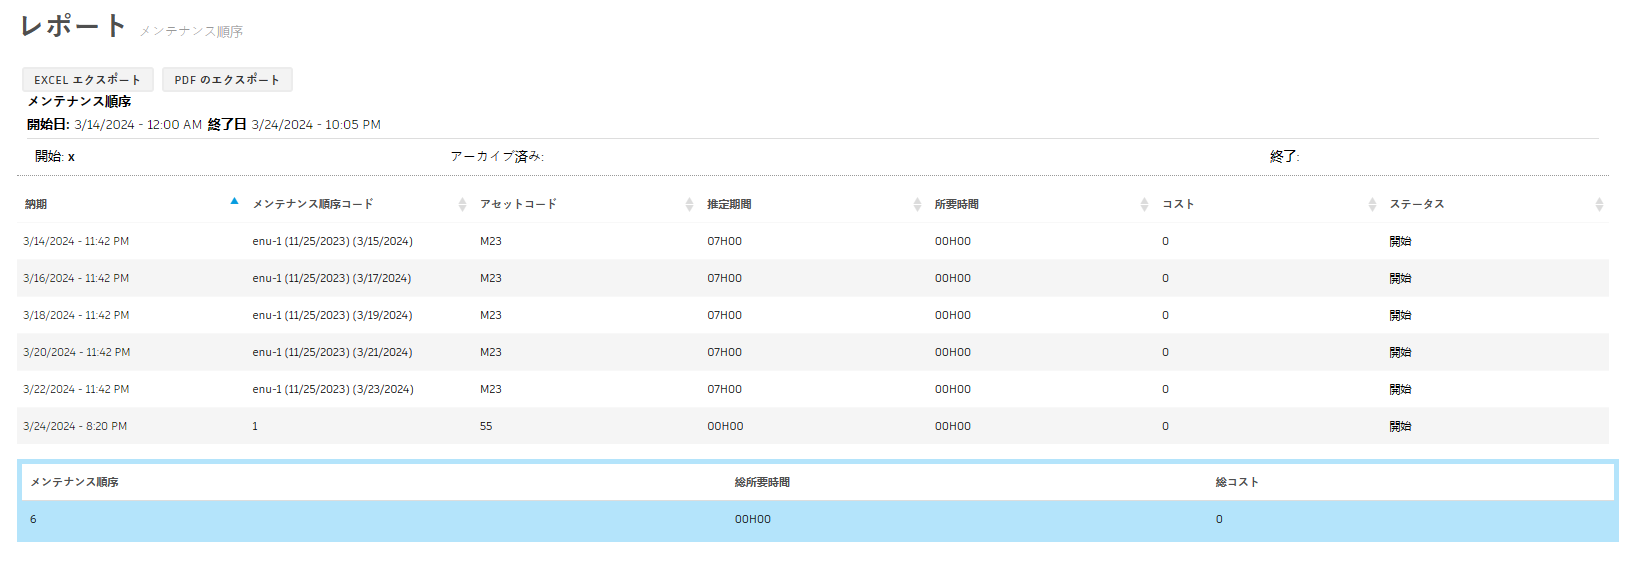 レポート メンテナンス順序
EXCEL エクスポート PDF のエクスポート
メンテナンス順序
開始日: 3/14/2024 - 12:00 AM 終了日 3/24/2024 - 10:05 PM
開始: x アーカイブ済み: 終了:
納期 メンテナンス順序コード アセットコード 推定期間 所要時間 コスト ステータス
3/14/2024 - 11:42 PM enu-1 (11/25/2023) (3/15/2024) M23 07H00 00H00 0 開始
3/16/2024 - 11:42 PM enu-1 (11/25/2023) (3/17/2024) M23 07H00 00H00 0 開始
3/18/2024 - 11:42 PM enu-1 (11/25/2023) (3/19/2024) M23 07H00 00H00 0 開始
3/20/2024 - 11:42 PM enu-1 (11/25/2023) (3/21/2024) M23 07H00 00H00 0 開始
3/22/2024 - 11:42 PM enu-1 (11/25/2023) (3/23/2024) M23 07H00 00H00 0 開始
3/24/2024 - 8:20 PM 1 55 00H00 00H00 0 開始
メンテナンス順序 総所要時間 総コスト
6 00H00 0